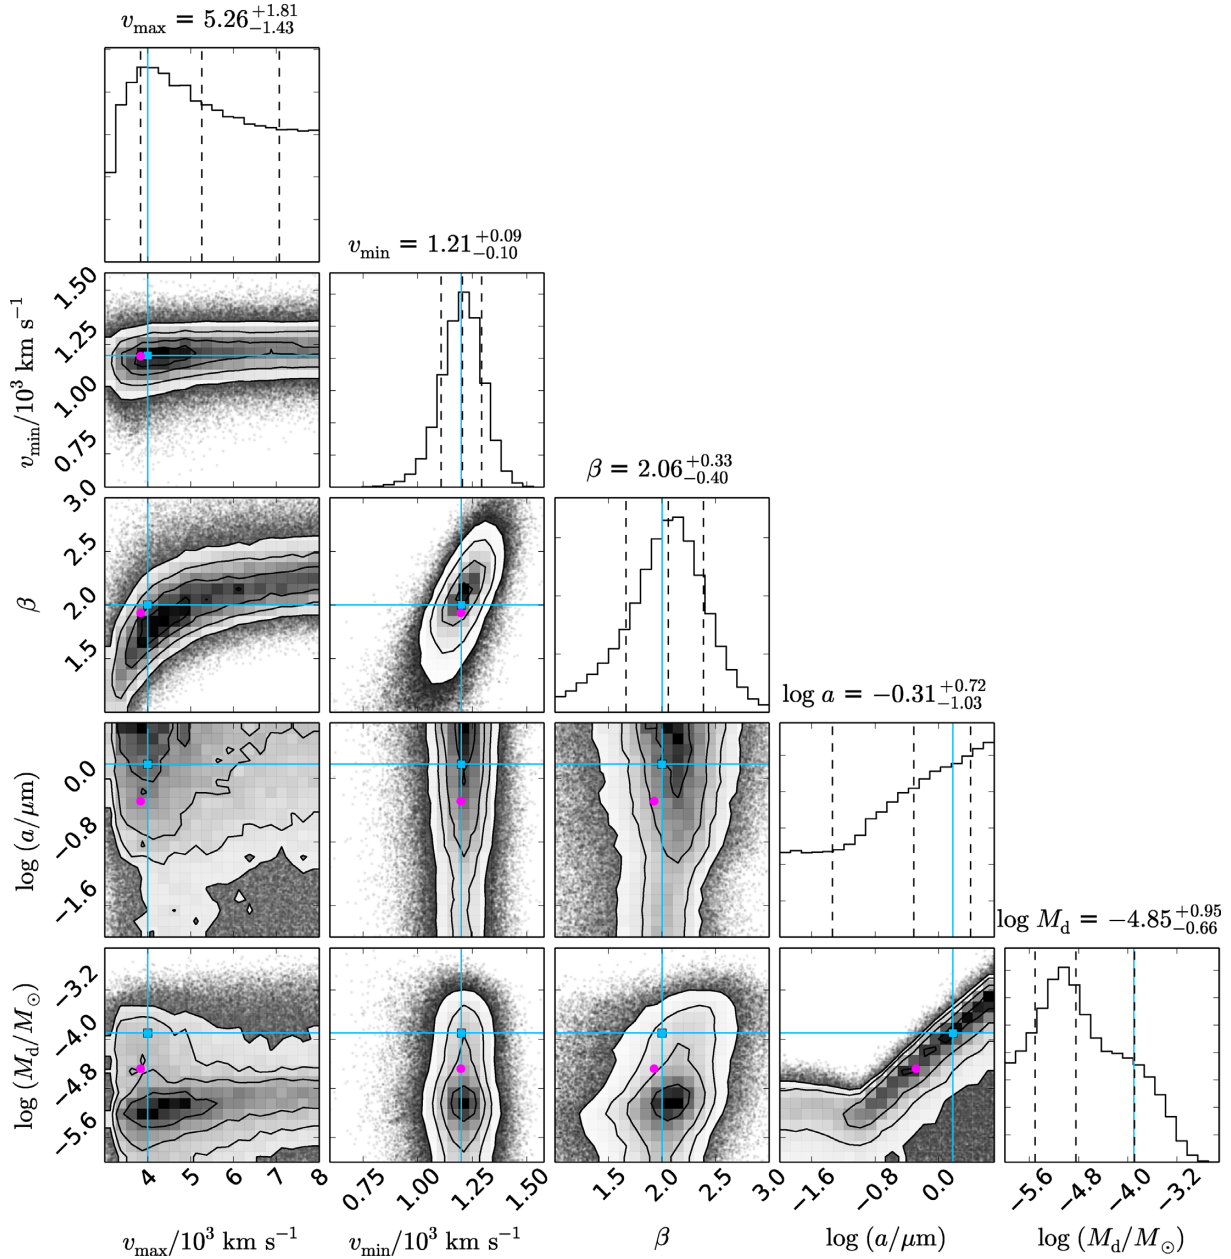 v_max = 5.26 +1.81 −1.43
v_min = 1.21 +0.09 −0.10
β = 2.06 +0.33 −0.40
log a = −0.31 +0.72 −1.03
log M_d = −4.85 +0.95 −0.66
v_min/10³ km s⁻¹
1.50
1.25
1.00
0.75
β
3.0
3.0
2.5
2.0
1.5
log (a/μm)
0.0
−0.8
−1.6
log (M_d/M_⊙)
−3.2
−4.0
−4.8
−5.6
4 5 6 7 8
0.75 1.00 1.25 1.50
1.5 2.0 2.5 3.0
−1.6 −0.8 0.0
−5.6 −4.8 −4.0 −3.2
v_max/10³ km s⁻¹
v_min/10³ km s⁻¹
β
log (a/μm)
log (M_d/M_⊙)